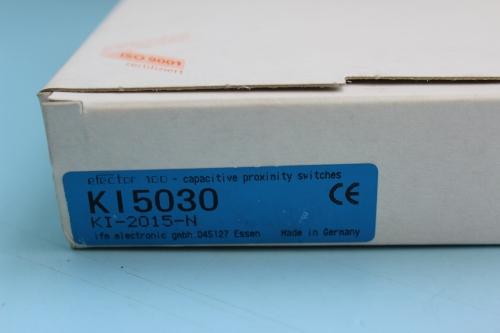 ISO 9001
zertifiziert
efector 100 - capacitive proximity switches
KI5030
KI-2015-N
CE
ifm electronic gmbh.D45127 Essen Made in Germany